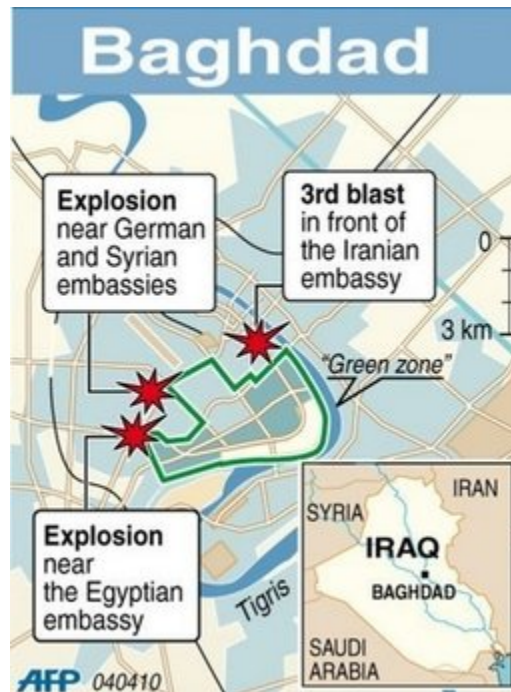 Baghdad
Explosion
near German
and Syrian
embassies
3rd blast
in front of
the Iranian
embassy
0
3 km
"Green zone"
Explosion
near
the Egyptian
embassy
Tigris
IRAN
SYRIA
IRAQ
BAGHDAD
SAUDI
ARABIA
AFP 040410